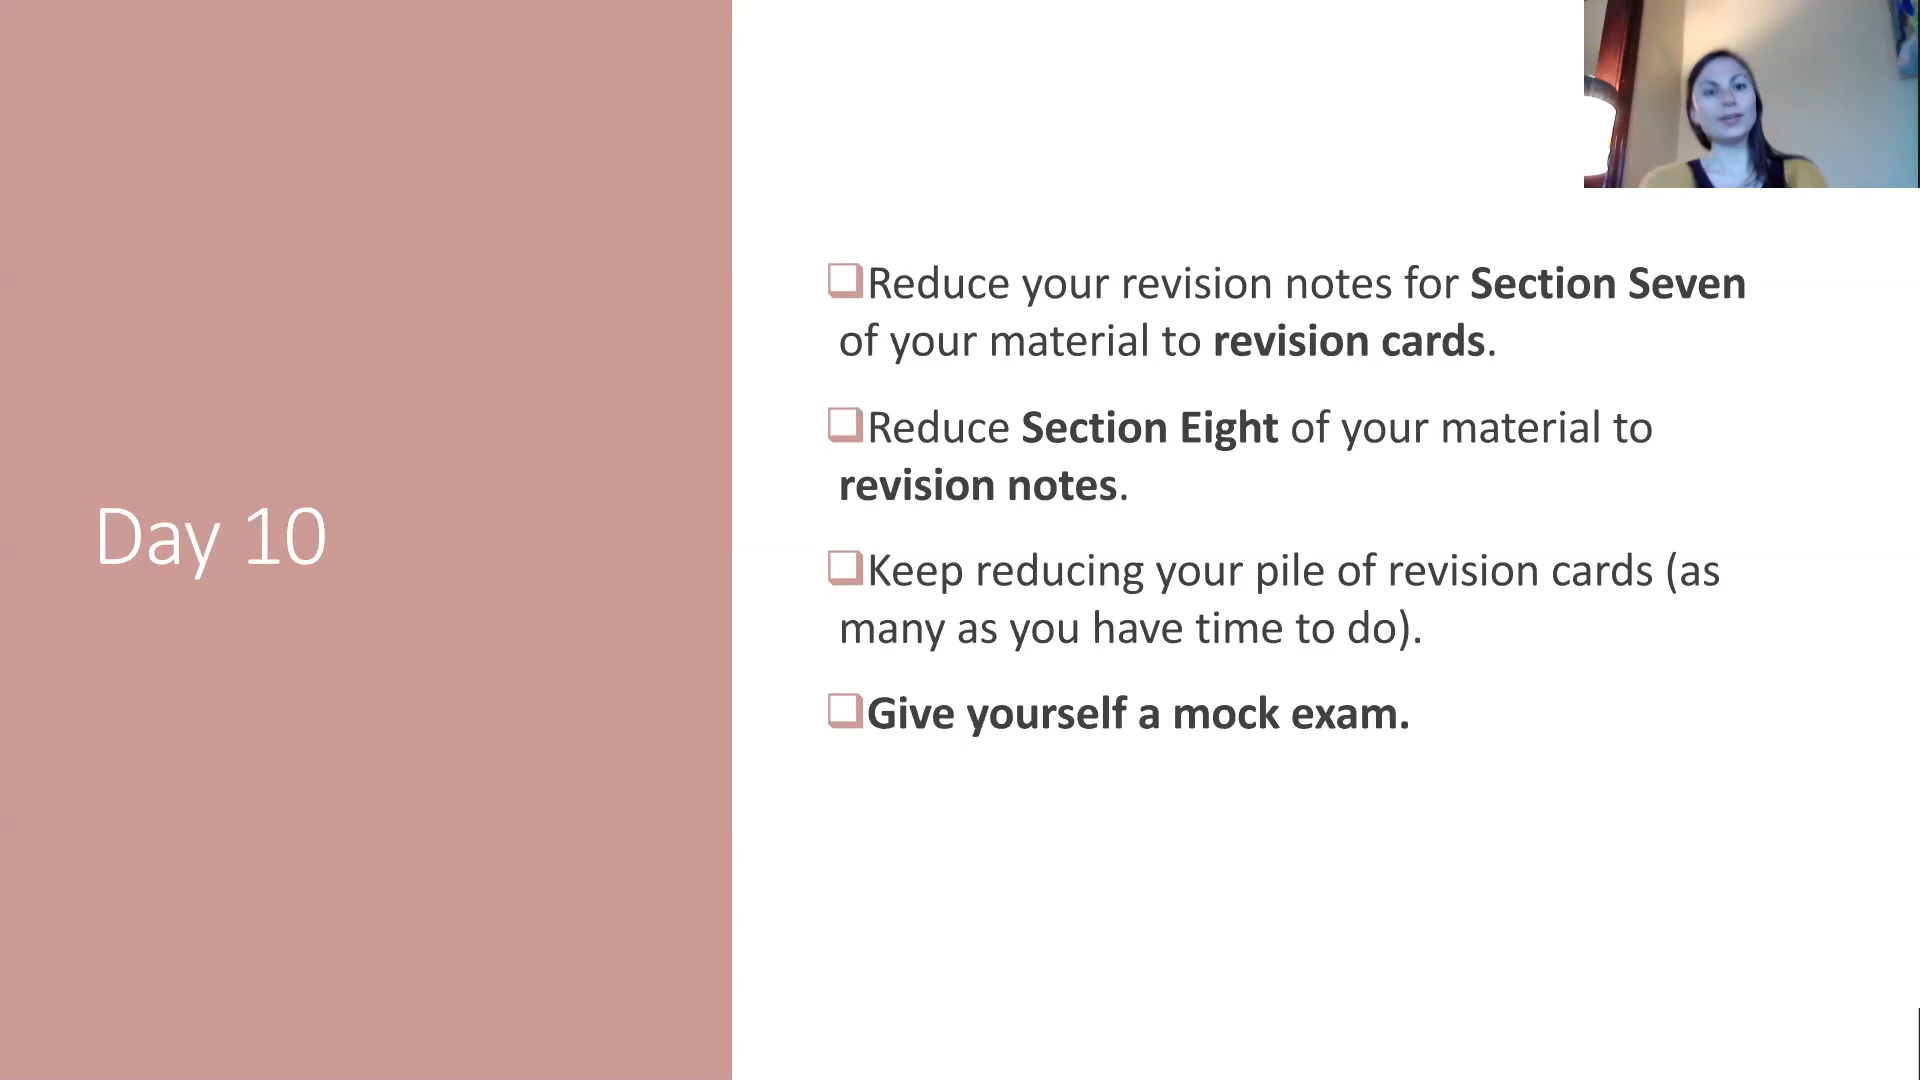 Day 10
Reduce your revision notes for Section Seven
of your material to revision cards.
Reduce Section Eight of your material to
revision notes.
Keep reducing your pile of revision cards (as
many as you have time to do).
Give yourself a mock exam.